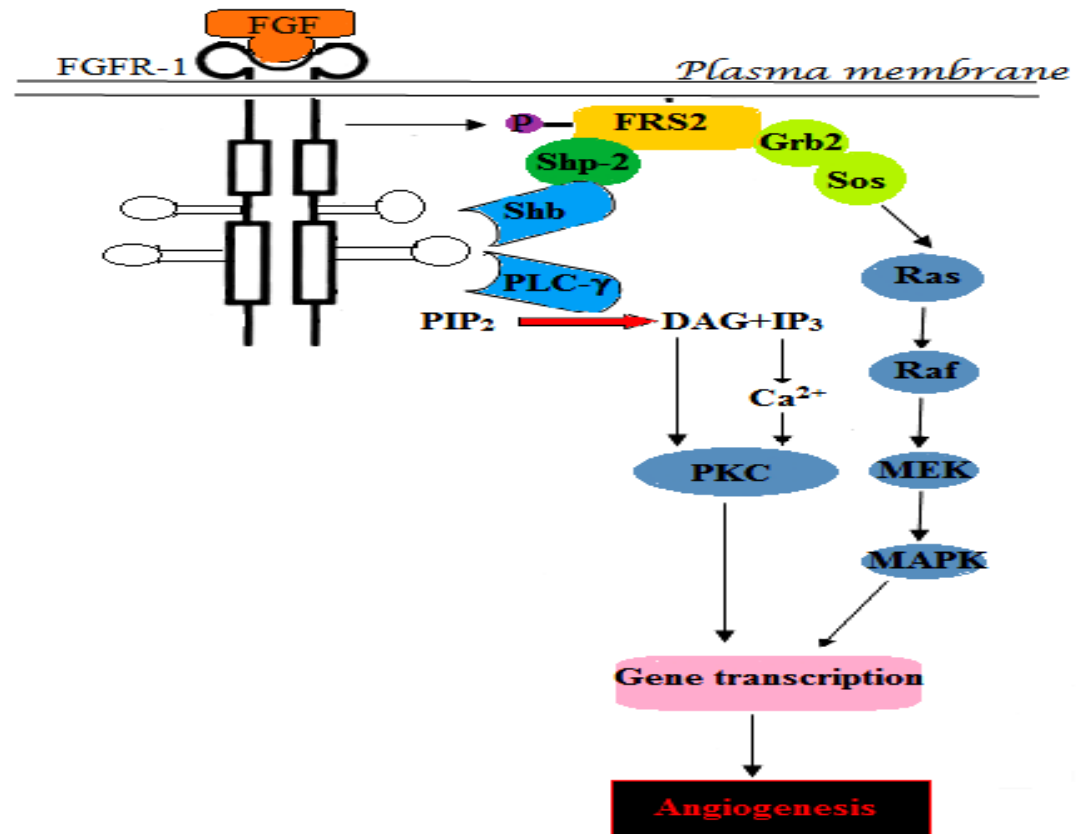 FGF
FGFR-1
Plasma membrane
P
FRS2
Grb2
Shp-2
Sos
Shb
Ras
PLC-γ
PIP₂
DAG+IP₃
Raf
Ca²⁺
PKC
MEK
MAPK
Gene transcription
Angiogenesis